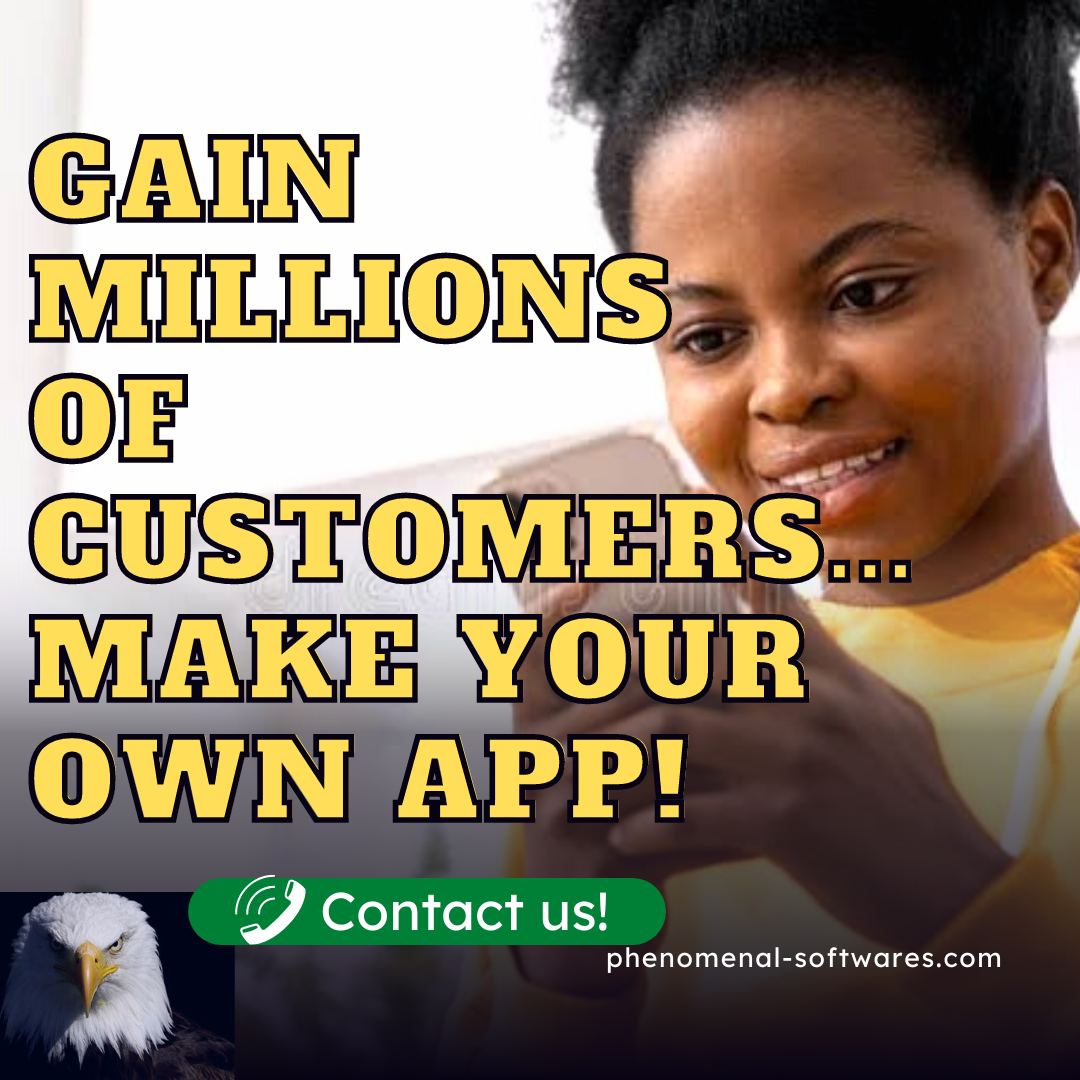 GAIN
MILLIONS
OF
CUSTOMERS...
MAKE YOUR
OWN APP!
Contact us!
phenomenal-softwares.com